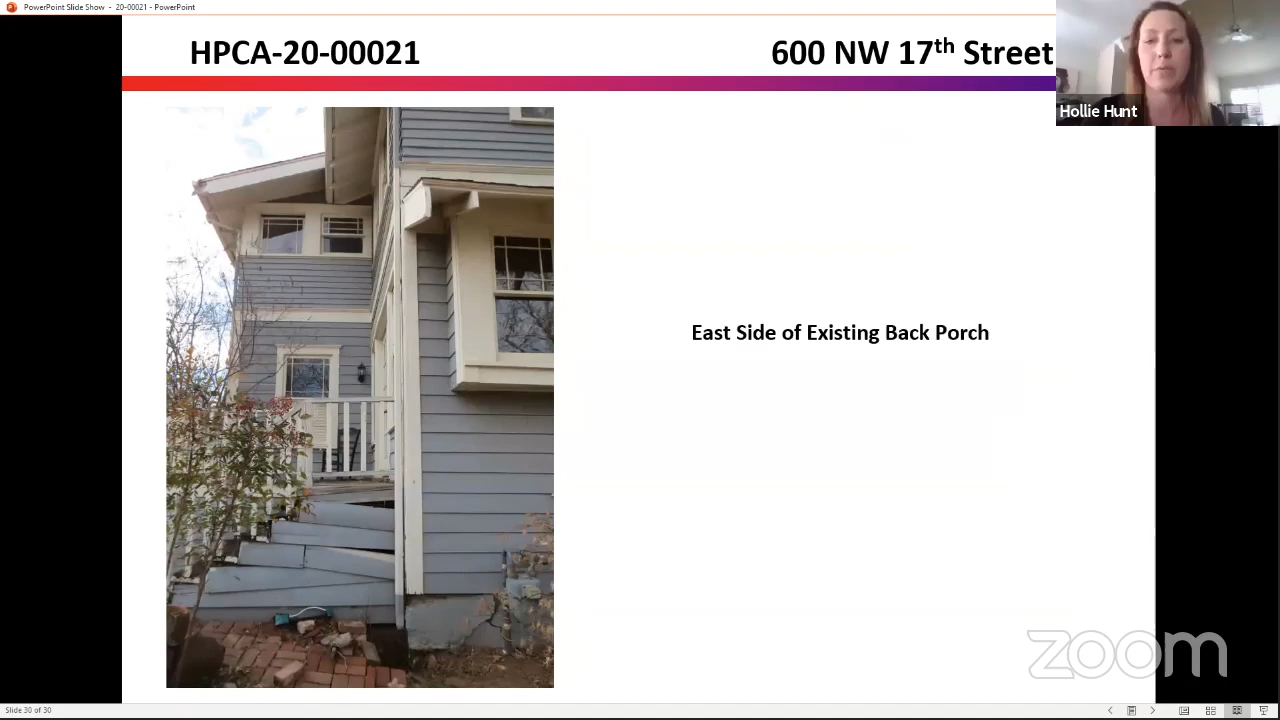 PowerPoint Slide Show - 20-00021 - PowerPoint
HPCA-20-00021
600 NW 17th Street
Hollie Hunt
East Side of Existing Back Porch
zoom
Slide 30 of 30